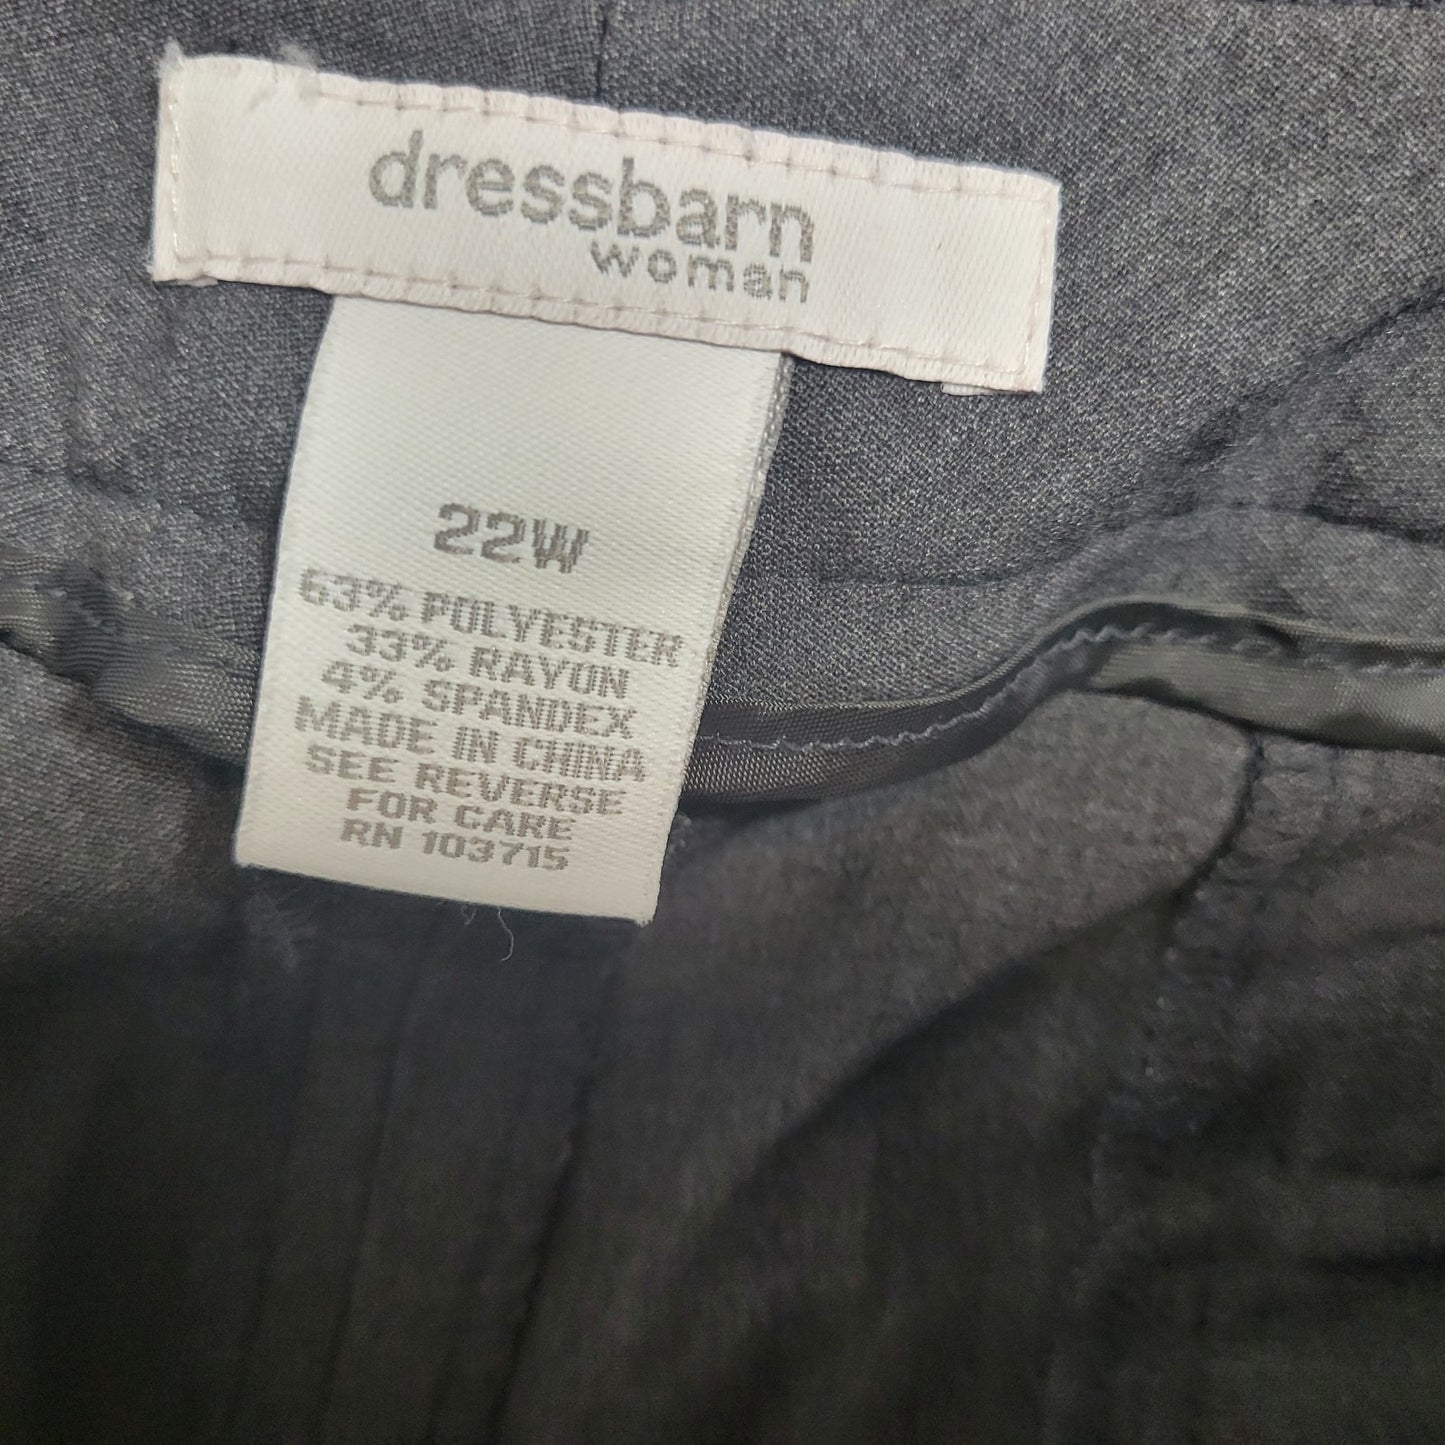 dressbarn
woman
22W
63% POLYESTER
33% RAYON
4% SPANDEX
MADE IN CHINA
SEE REVERSE
FOR CARE
RN 103715